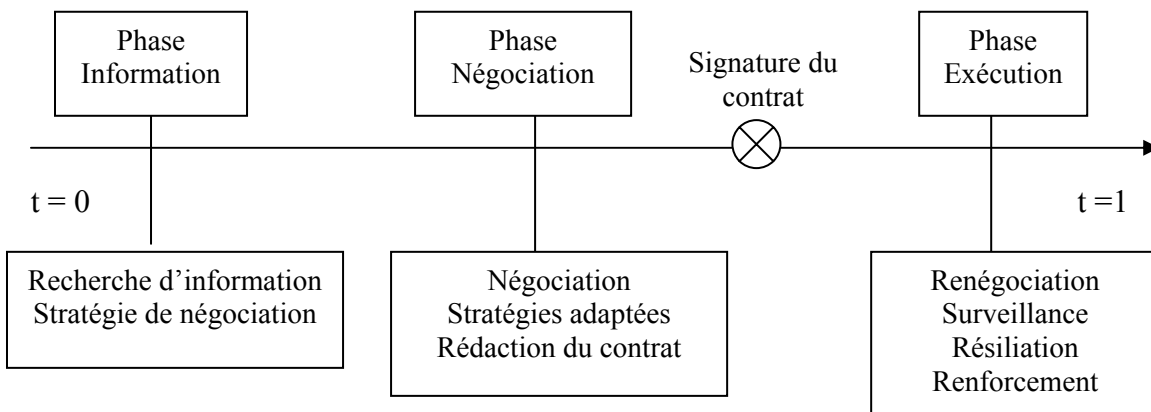 Phase
Information
Phase
Négociation
Signature du
contrat
Phase
Exécution
t = 0
t =1
Recherche d’information
Stratégie de négociation
Négociation
Stratégies adaptées
Rédaction du contrat
Renégociation
Surveillance
Résiliation
Renforcement